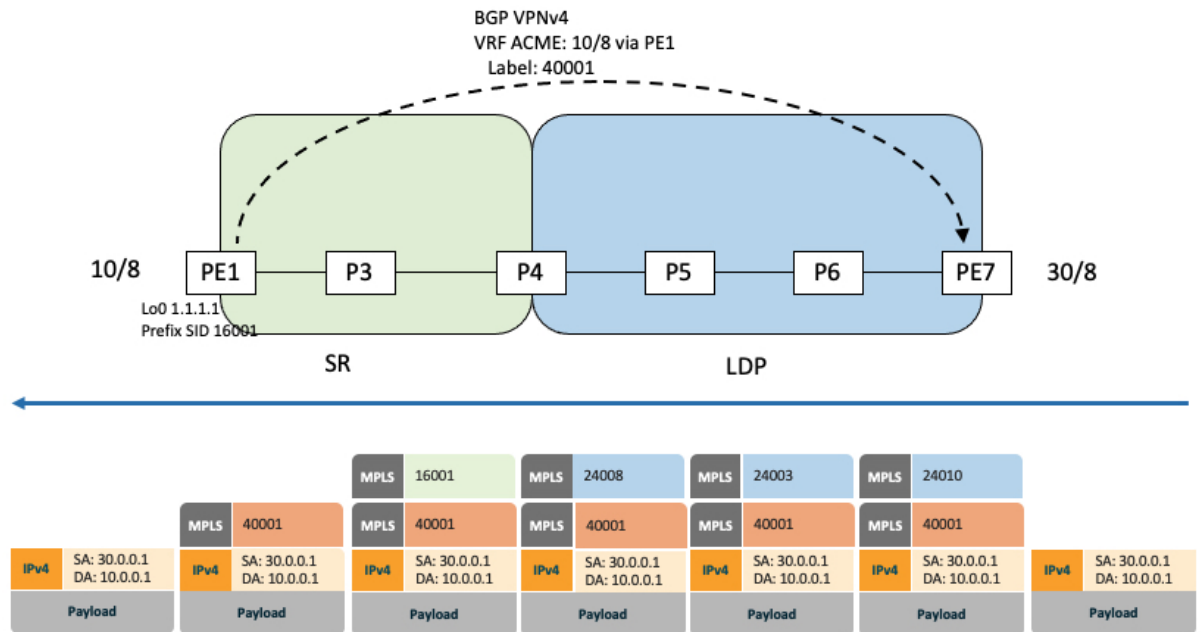 BGP VPNv4
VRF ACME: 10/8 via PE1
Label: 40001
10/8
PE1
P3
P4
P5
P6
PE7
30/8
Lo0 1.1.1.1
Prefix SID 16001
SR
LDP
MPLS 16001
MPLS 24008
MPLS 24003
MPLS 24010
MPLS 40001
MPLS 40001
MPLS 40001
MPLS 40001
MPLS 40001
IPv4 SA: 30.0.0.1
DA: 10.0.0.1
IPv4 SA: 30.0.0.1
DA: 10.0.0.1
IPv4 SA: 30.0.0.1
DA: 10.0.0.1
IPv4 SA: 30.0.0.1
DA: 10.0.0.1
IPv4 SA: 30.0.0.1
DA: 10.0.0.1
IPv4 SA: 30.0.0.1
DA: 10.0.0.1
IPv4 SA: 30.0.0.1
DA: 10.0.0.1
Payload
Payload
Payload
Payload
Payload
Payload
Payload